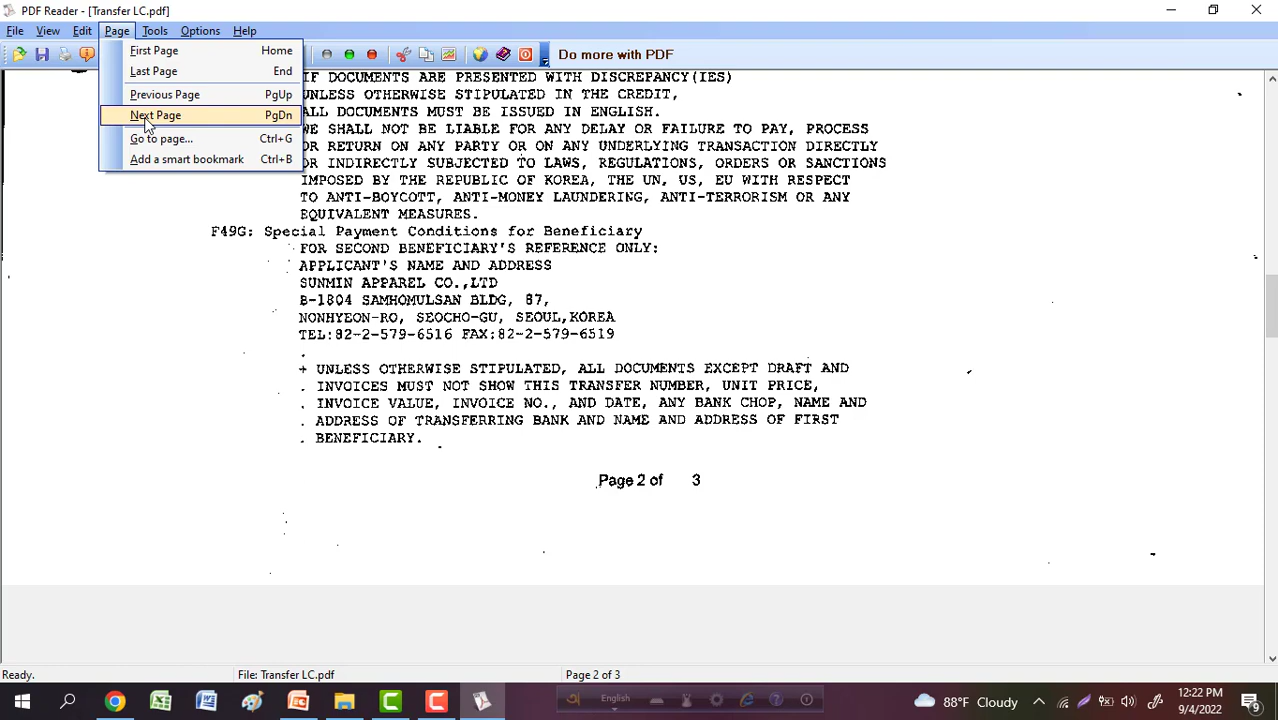 PDF Reader - [Transfer LC.pdf]
File View Edit Page Tools Options Help
Do more with PDF
First Page Home
Last Page End
Previous Page PgUp
Next Page PgDn
Go to page... Ctrl+G
Add a smart bookmark Ctrl+B
IF DOCUMENTS ARE PRESENTED WITH DISCREPANCY(IES)
UNLESS OTHERWISE STIPULATED IN THE CREDIT,
ALL DOCUMENTS MUST BE ISSUED IN ENGLISH.
WE SHALL NOT BE LIABLE FOR ANY DELAY OR FAILURE TO PAY, PROCESS
OR RETURN ON ANY PARTY OR ON ANY UNDERLYING TRANSACTION DIRECTLY
OR INDIRECTLY SUBJECTED TO LAWS, REGULATIONS, ORDERS OR SANCTIONS
IMPOSED BY THE REPUBLIC OF KOREA, THE UN, US, EU WITH RESPECT
TO ANTI-BOYCOTT, ANTI-MONEY LAUNDERING, ANTI-TERRORISM OR ANY
EQUIVALENT MEASURES.
F49G: Special Payment Conditions for Beneficiary
FOR SECOND BENEFICIARY'S REFERENCE ONLY:
APPLICANT'S NAME AND ADDRESS
SUNMIN APPAREL CO.,LTD
B-1804 SAMHOMULSAN BLDG, 87,
NONHYEON-RO, SEOCHO-GU, SEOUL,KOREA
TEL:82-2-579-6516 FAX:82-2-579-6519
.
+ UNLESS OTHERWISE STIPULATED, ALL DOCUMENTS EXCEPT DRAFT AND
. INVOICES MUST NOT SHOW THIS TRANSFER NUMBER, UNIT PRICE,
. INVOICE VALUE, INVOICE NO., AND DATE, ANY BANK CHOP, NAME AND
. ADDRESS OF TRANSFERRING BANK AND NAME AND ADDRESS OF FIRST
. BENEFICIARY.
Page 2 of 3
Ready. File: Transfer LC.pdf Page 2 of 3
English
88°F Cloudy
12:22 PM
9/4/2022
9